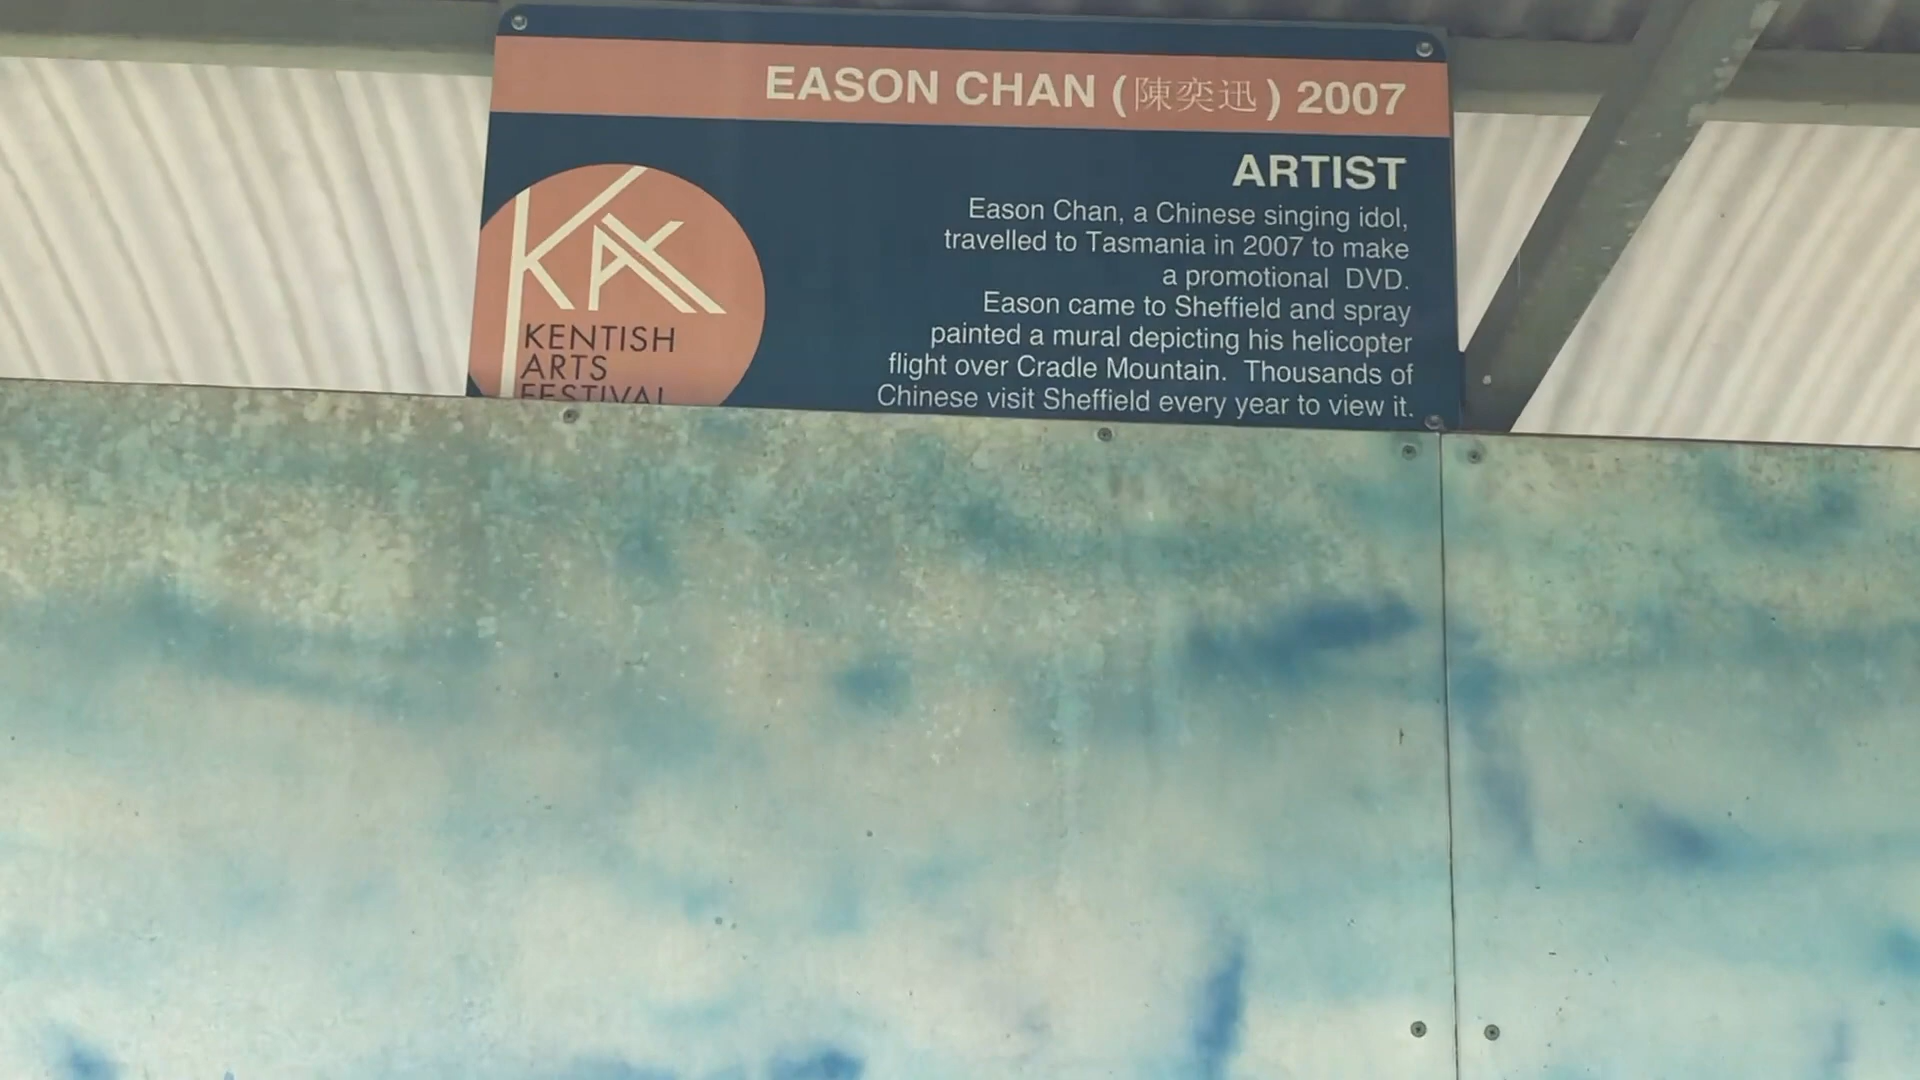 EASON CHAN (陳奕迅) 2007
ARTIST
Eason Chan, a Chinese singing idol,
travelled to Tasmania in 2007 to make
a promotional DVD.
Eason came to Sheffield and spray
painted a mural depicting his helicopter
flight over Cradle Mountain. Thousands of
Chinese visit Sheffield every year to view it.
KAF
KENTISH
ARTS
FESTIVAL